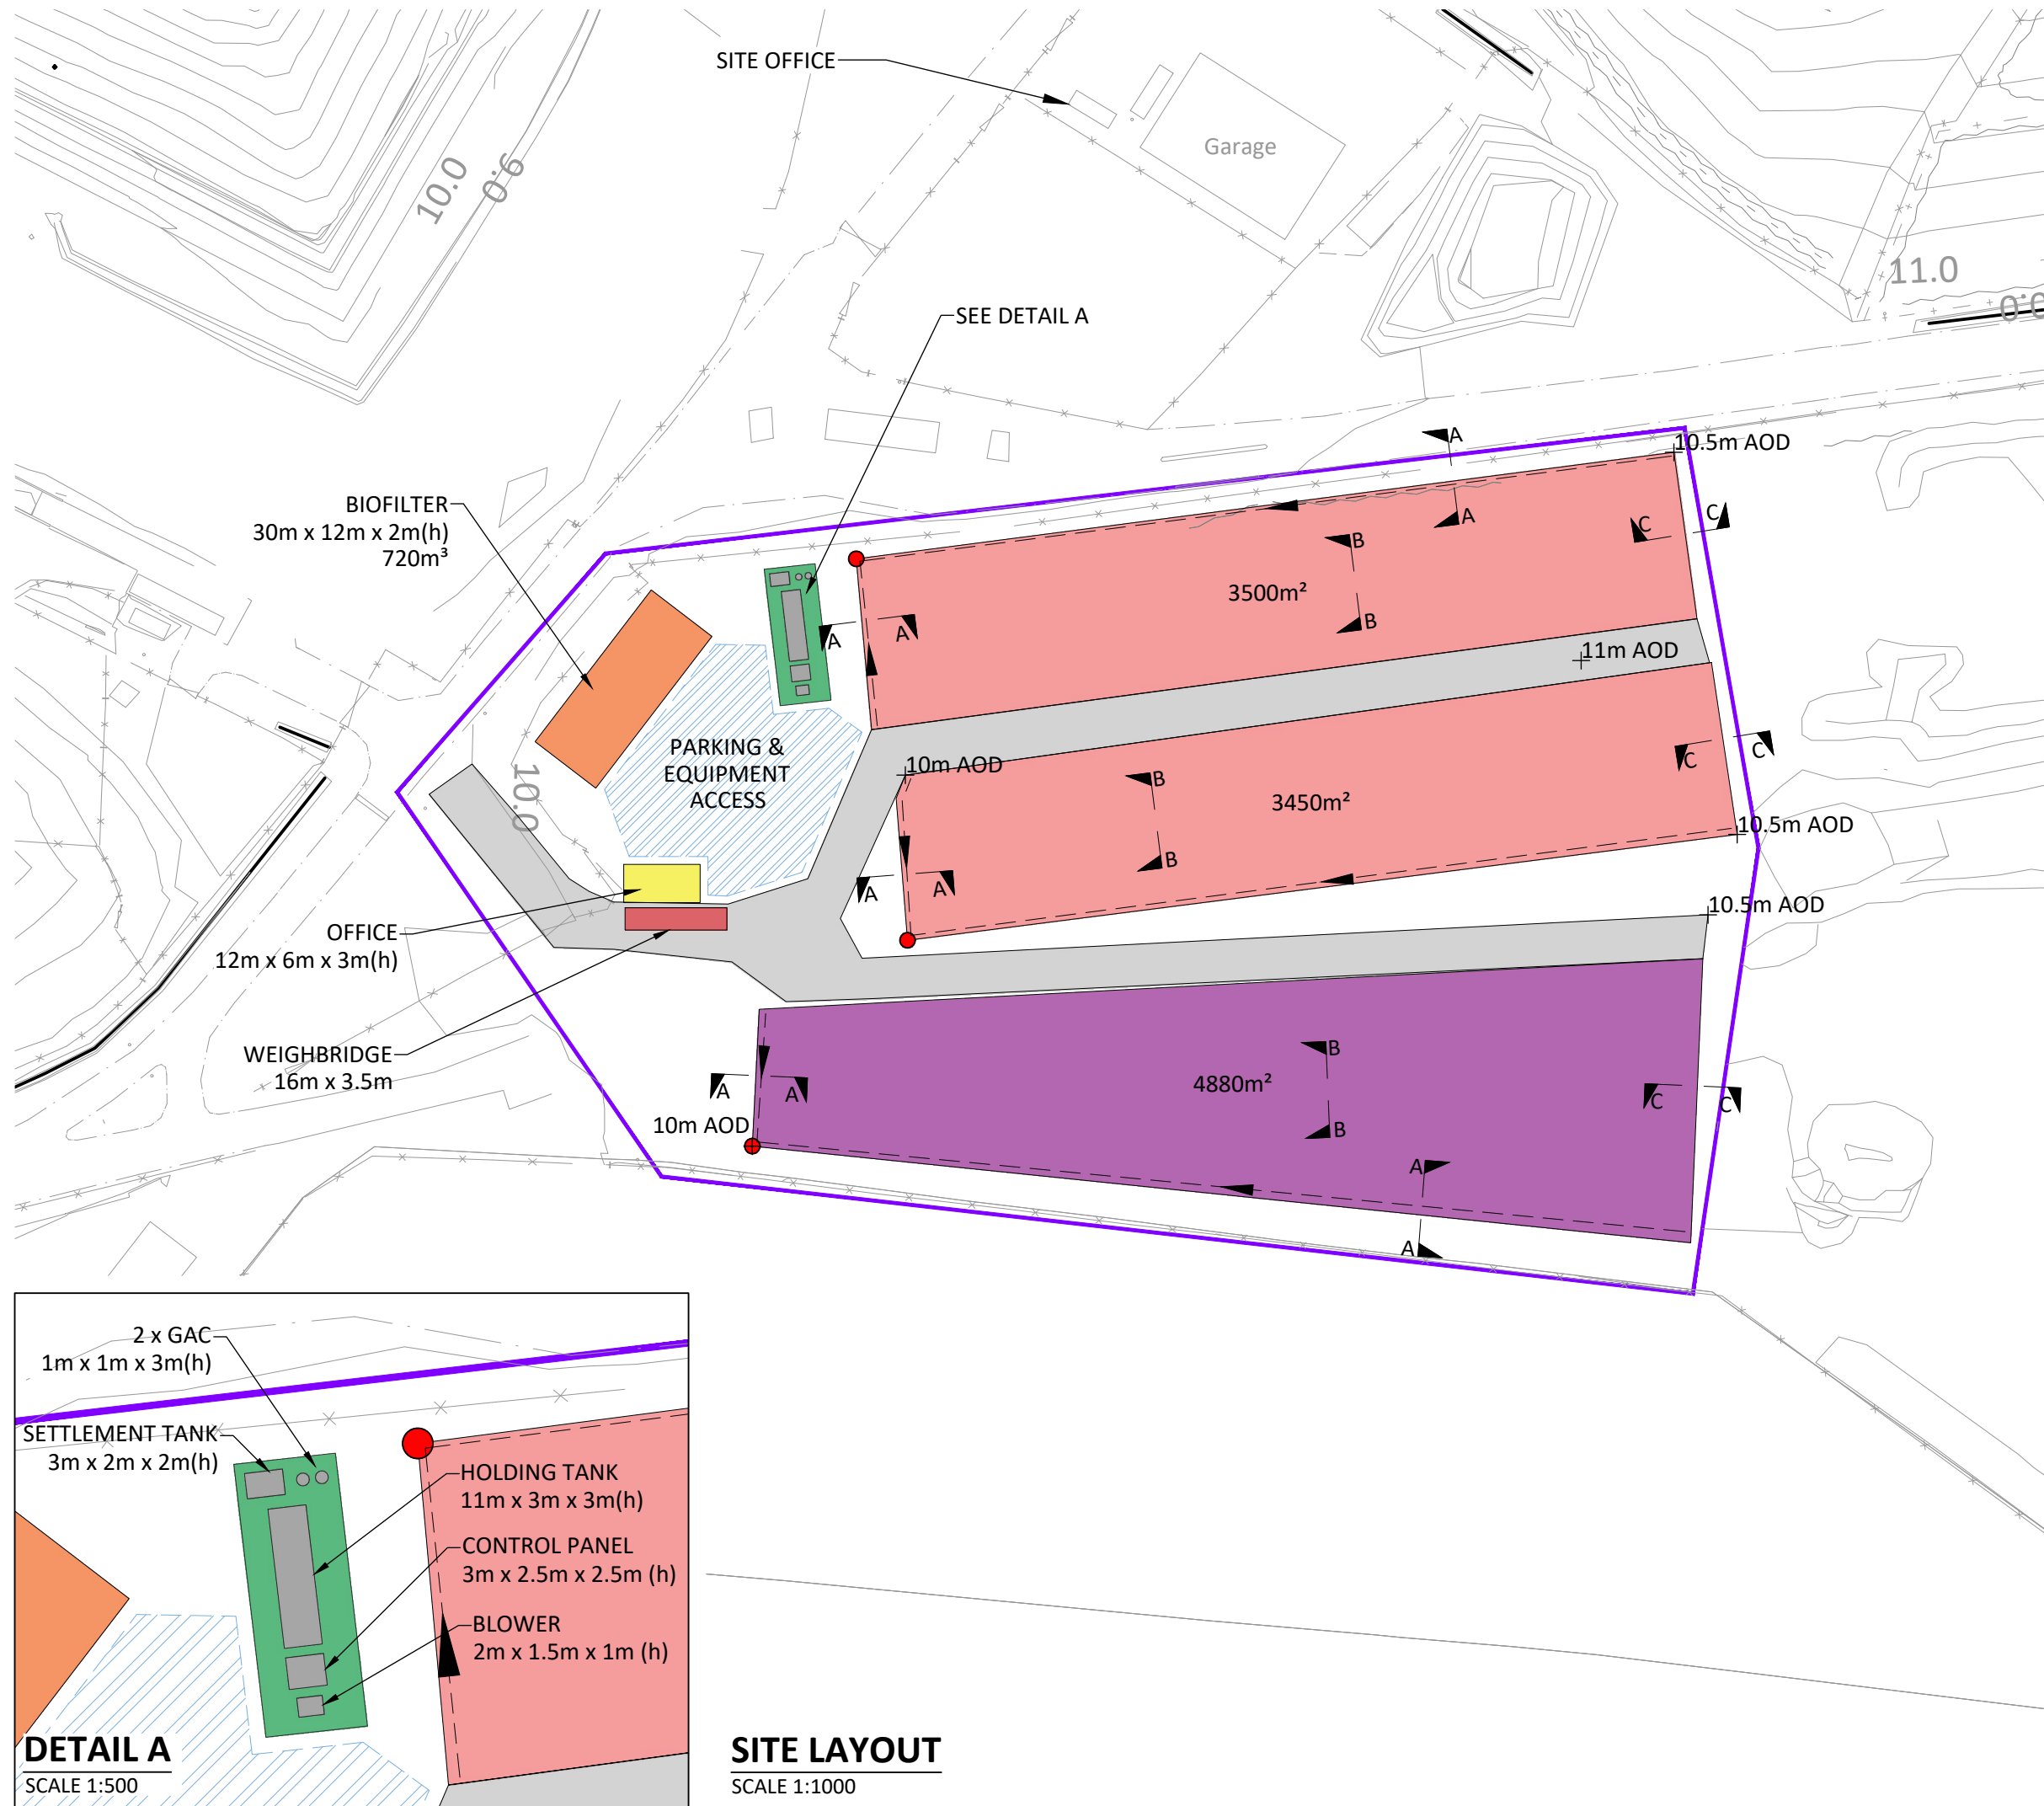 SITE OFFICE
Garage
10.0
9.0
11.0
SEE DETAIL A
A
10.5m AOD
BIOFILTER
30m x 12m x 2m(h)
720m³
A
C
C
B
3500m²
B
A
A
11m AOD
PARKING &
EQUIPMENT
ACCESS
10m AOD
10.0
B
3450m²
B
C
C
10.5m AOD
A
A
10.5m AOD
OFFICE
12m x 6m x 3m(h)
WEIGHBRIDGE
16m x 3.5m
B
4880m²
B
A
A
C
C
10m AOD
A
A
2 x GAC
1m x 1m x 3m(h)
SETTLEMENT TANK
3m x 2m x 2m(h)
HOLDING TANK
11m x 3m x 3m(h)
CONTROL PANEL
3m x 2.5m x 2.5m (h)
BLOWER
2m x 1.5m x 1m (h)
DETAIL A
SCALE 1:500
SITE LAYOUT
SCALE 1:1000